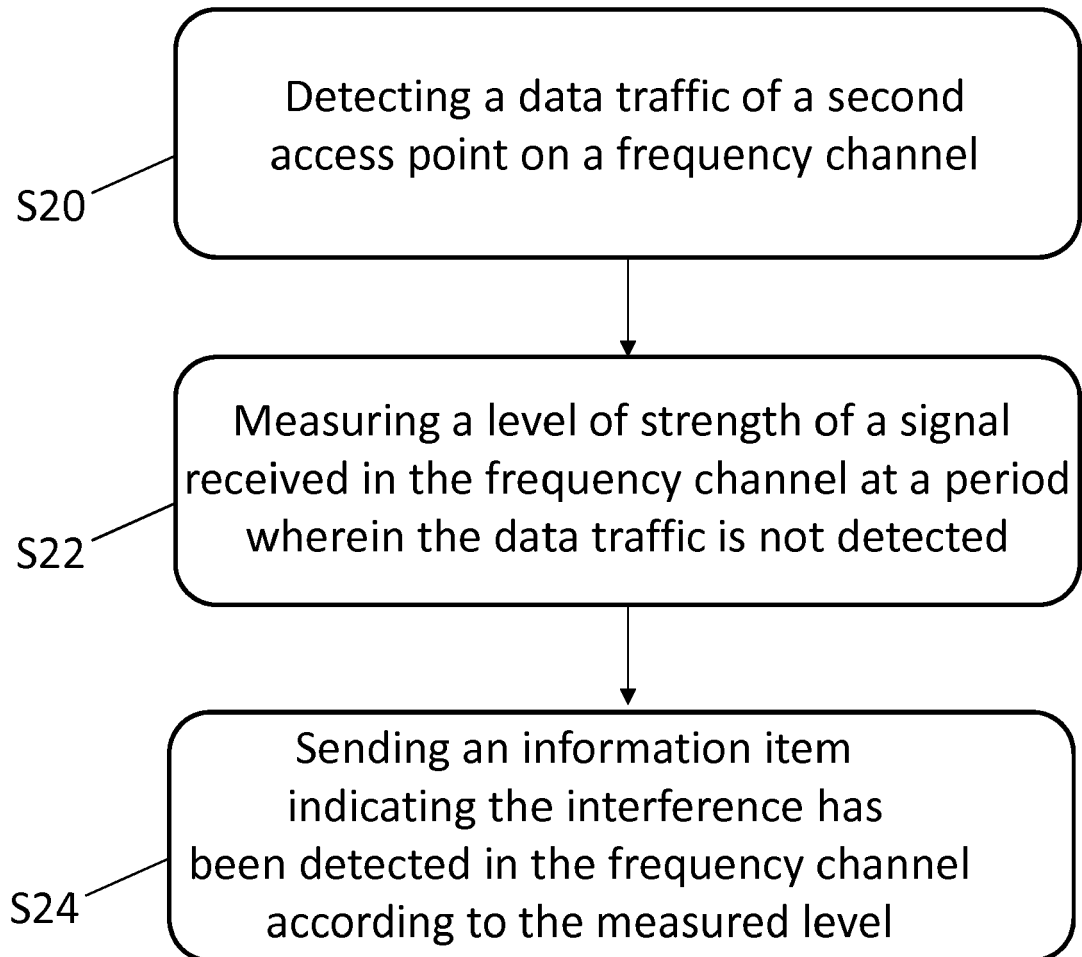 Detecting a data traffic of a second
access point on a frequency channel
S20
Measuring a level of strength of a signal
received in the frequency channel at a period
wherein the data traffic is not detected
S22
Sending an information item
indicating the interference has
been detected in the frequency channel
according to the measured level
S24